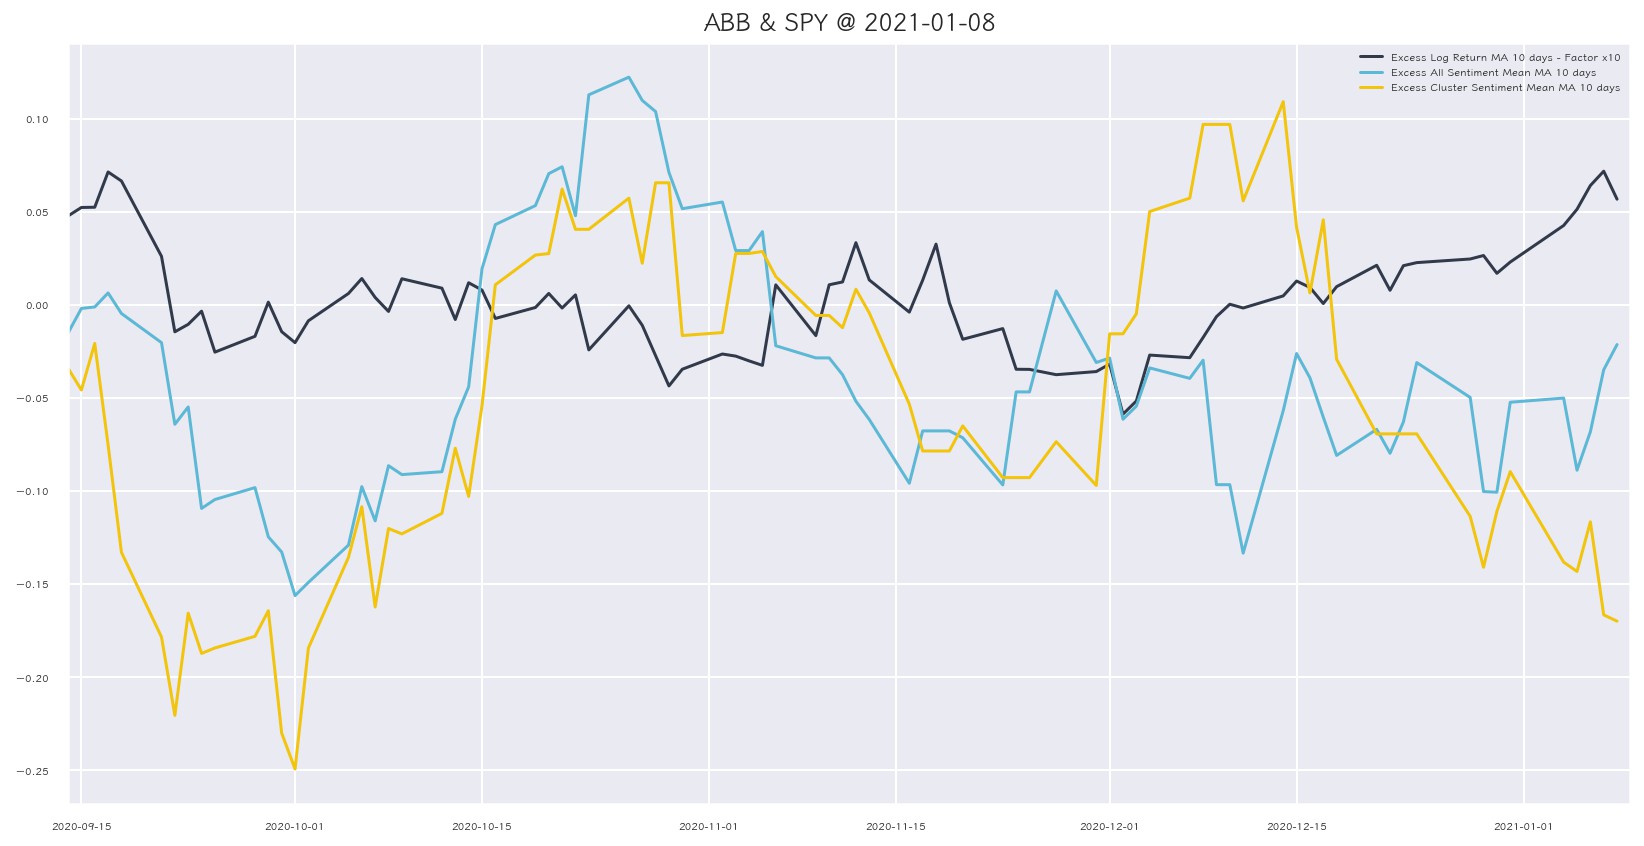 ABB & SPY @ 2021-01-08
Excess Log Return MA 10 days - Factor x10
Excess All Sentiment Mean MA 10 days
Excess Cluster Sentiment Mean MA 10 days
0.10
0.05
0.00
−0.05
−0.10
−0.15
−0.20
−0.25
2020-09-15 2020-10-01 2020-10-15 2020-11-01 2020-11-15 2020-12-01 2020-12-15 2021-01-01